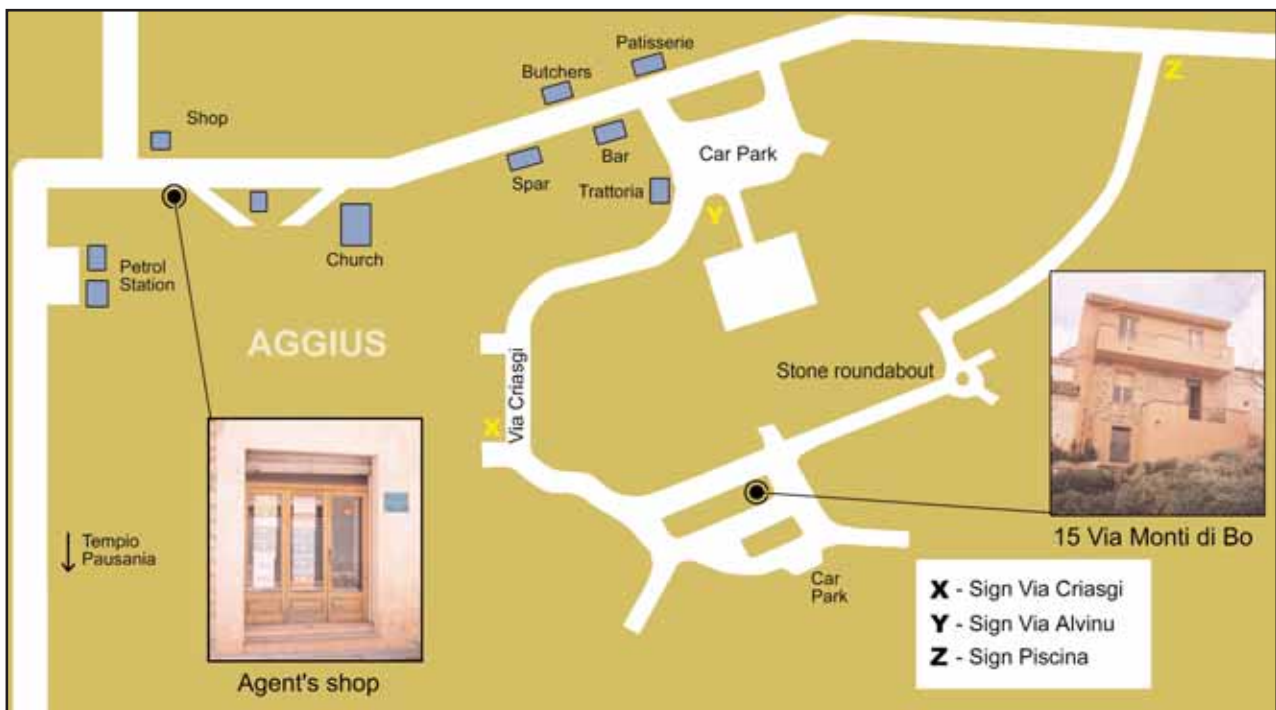 Patisserie
Butchers
Shop
Z
Car Park
Bar
Spar
Trattoria
Y
Church
Petrol
Station
AGGIUS
Via Criasgi
Stone roundabout
X
15 Via Monti di Bo
Tempio
Pausania
Car
Park
Agent's shop
X - Sign Via Criasgi
Y - Sign Via Alvinu
Z - Sign Piscina